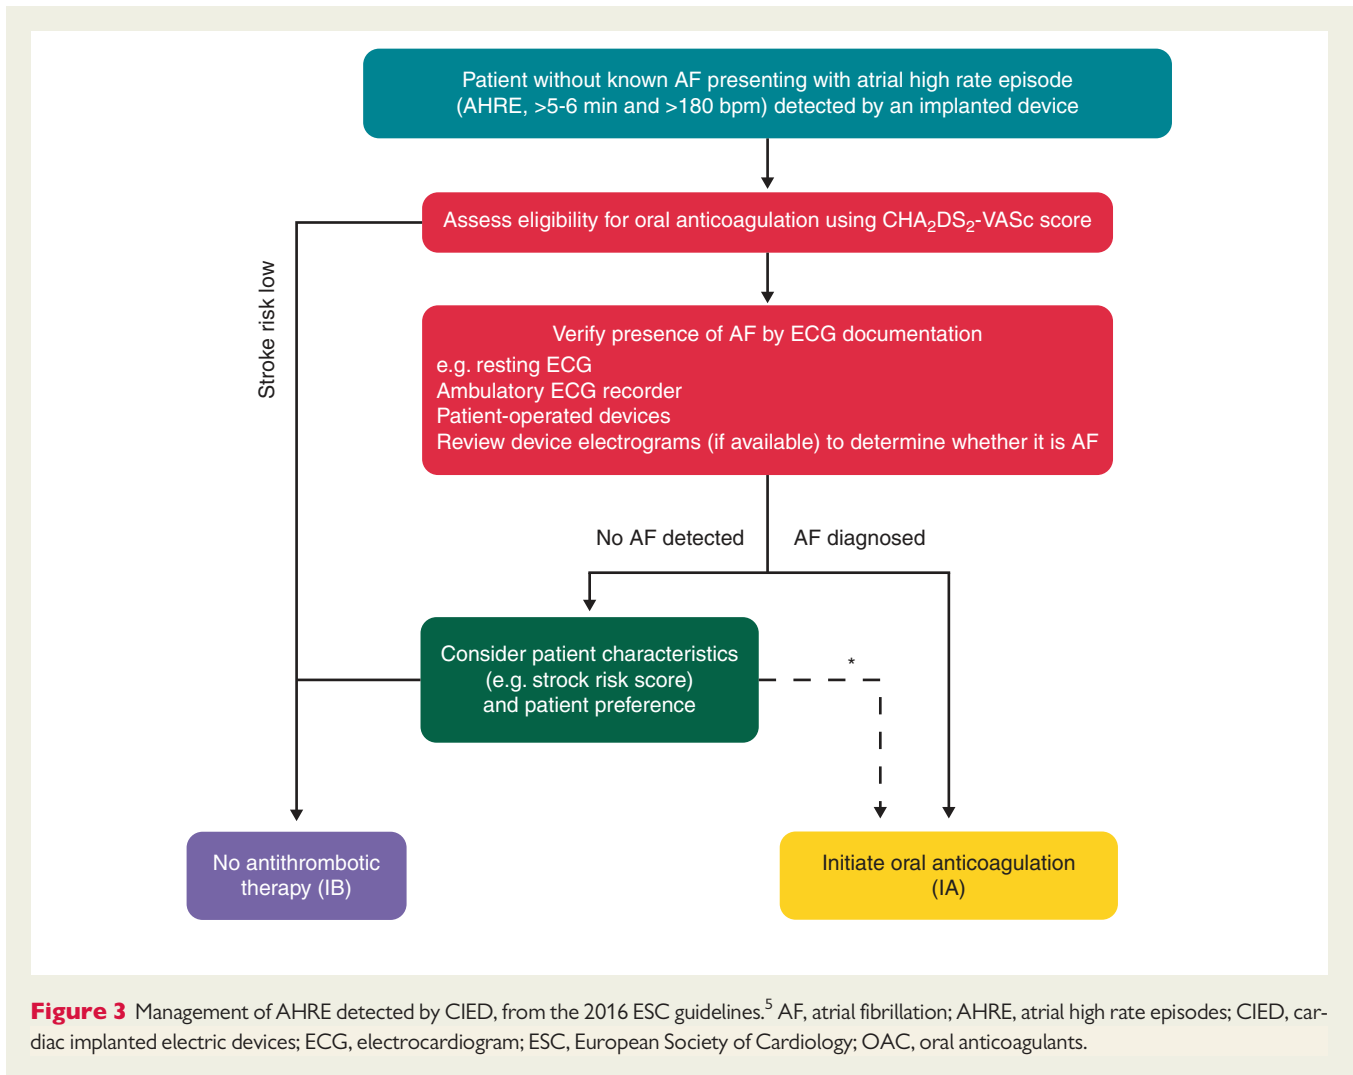 Patient without known AF presenting with atrial high rate episode
(AHRE, >5-6 min and >180 bpm) detected by an implanted device
Assess eligibility for oral anticoagulation using CHA₂DS₂-VASc score
Stroke risk low
Verify presence of AF by ECG documentation
e.g. resting ECG
Ambulatory ECG recorder
Patient-operated devices
Review device electrograms (if available) to determine whether it is AF
No AF detected
AF diagnosed
Consider patient characteristics
(e.g. strock risk score)
and patient preference
*
No antithrombotic
therapy (IB)
Initiate oral anticoagulation
(IA)
Figure 3 Management of AHRE detected by CIED, from the 2016 ESC guidelines.⁵ AF, atrial fibrillation; AHRE, atrial high rate episodes; CIED, car-
diac implanted electric devices; ECG, electrocardiogram; ESC, European Society of Cardiology; OAC, oral anticoagulants.